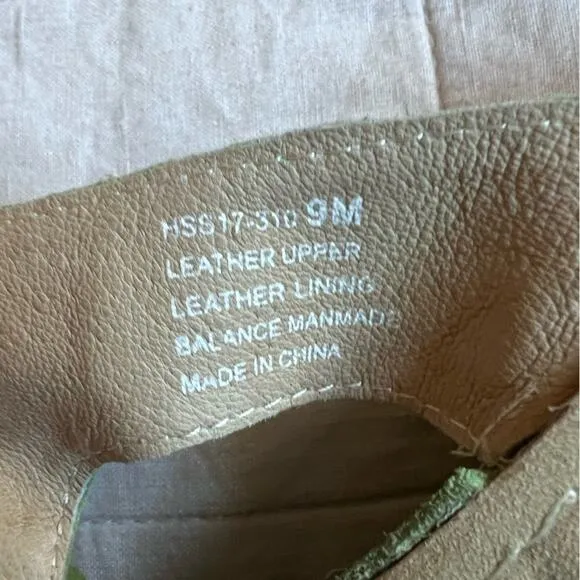 HSS17-310 9M
LEATHER UPPER
LEATHER LINING
BALANCE MANMADE
MADE IN CHINA